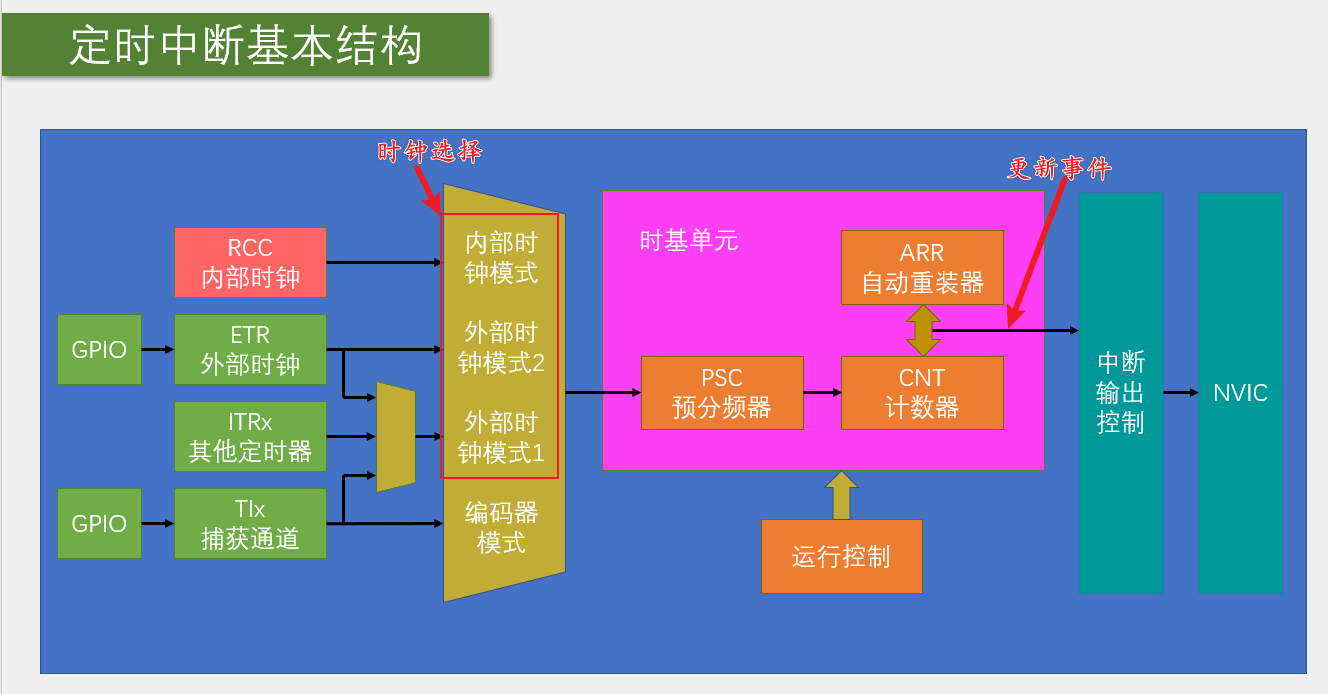 定时中断基本结构
时钟选择
更新事件
RCC
内部时钟
GPIO
ETR
外部时钟
ITRx
其他定时器
GPIO
TIx
捕获通道
内部时
钟模式
外部时
钟模式2
外部时
钟模式1
编码器
模式
时基单元
ARR
自动重装器
PSC
预分频器
CNT
计数器
运行控制
中断
输出
控制
NVIC